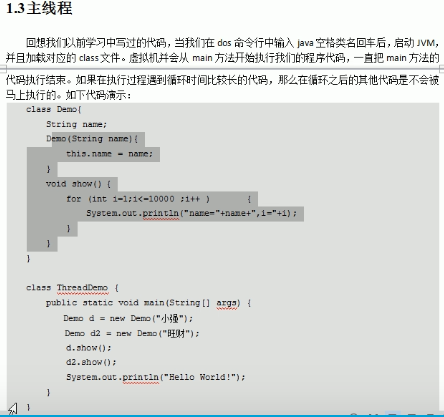 1.3主线程
回想我们以前学习中写过的代码，当我们在 dos 命令行中输入 java 空格类名回车后，启动 JVM，
并且加载对应的 class 文件。虚拟机并会从 main 方法开始执行我们的程序代码，一直把 main 方法的
代码执行结束。如果在执行过程遇到循环时间比较长的代码，那么在循环之后的其他代码是不会被
马上执行的。如下代码演示：
class Demo{
String name;
Demo(String name){
this.name = name;
}
void show() {
for (int i=1;i<=10000 ;i++ ) {
System.out.println("name="+name+",i="+i);
}
}
}
class ThreadDemo {
public static void main(String[] args) {
Demo d = new Demo("小强");
Demo d2 = new Demo("旺财");
d.show();
d2.show();
System.out.println("Hello World!");
}
}